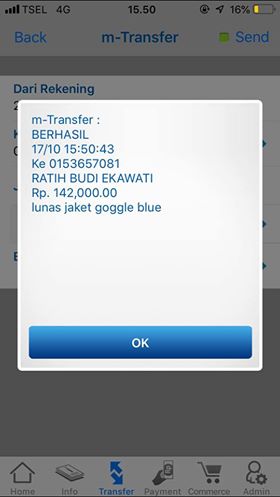 TSEL 4G 15.50 16%
Back m-Transfer Send
Dari Rekening
m-Transfer :
BERHASIL
17/10 15:50:43
Ke 0153657081
RATIH BUDI EKAWATI
Rp. 142,000.00
lunas jaket goggle blue
OK
Home Info Transfer Payment Commerce Admin